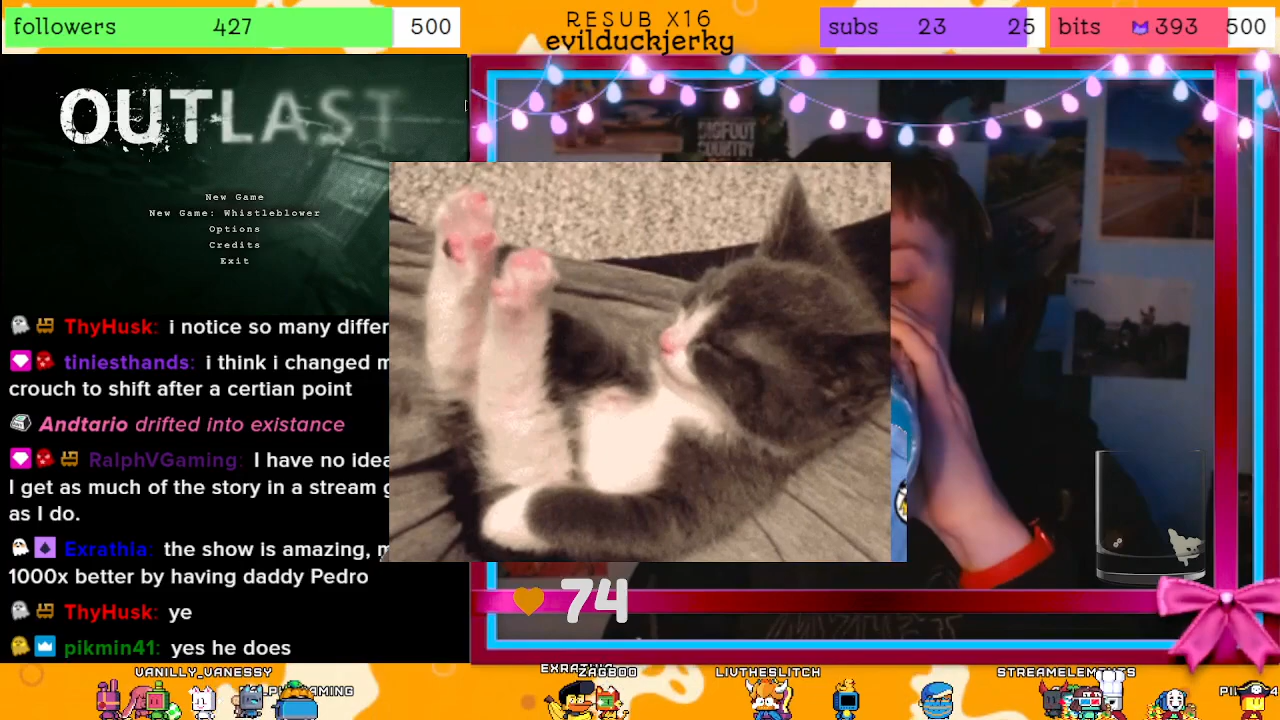 followers 427 500
RESUB X16
evilduckjerky
subs 23 25
bits 393 500
OUTLAST
New Game
New Game: Whistleblower
Options
Credits
Exit
BIGFOOT
COUNTRY
ThyHusk: i notice so many differ
tiniesthands: i think i changed m
crouch to shift after a certian point
Andtario drifted into existance
RalphVGaming: I have no idea
I get as much of the story in a stream g
as I do.
Exrathia: the show is amazing, m
1000x better by having daddy Pedro
ThyHusk: ye
pikmin41: yes he does
74
VANILLY_VANESSY
EXRATHIA
ZAGBOO
LIVTHESLITCH
STREAMELEMENTS